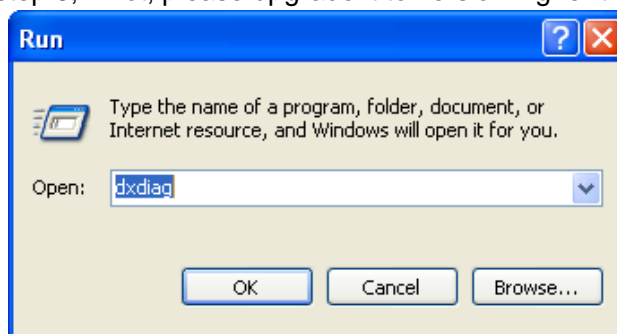 Run
Type the name of a program, folder, document, or
Internet resource, and Windows will open it for you.
Open: dxdiag
OK Cancel Browse...